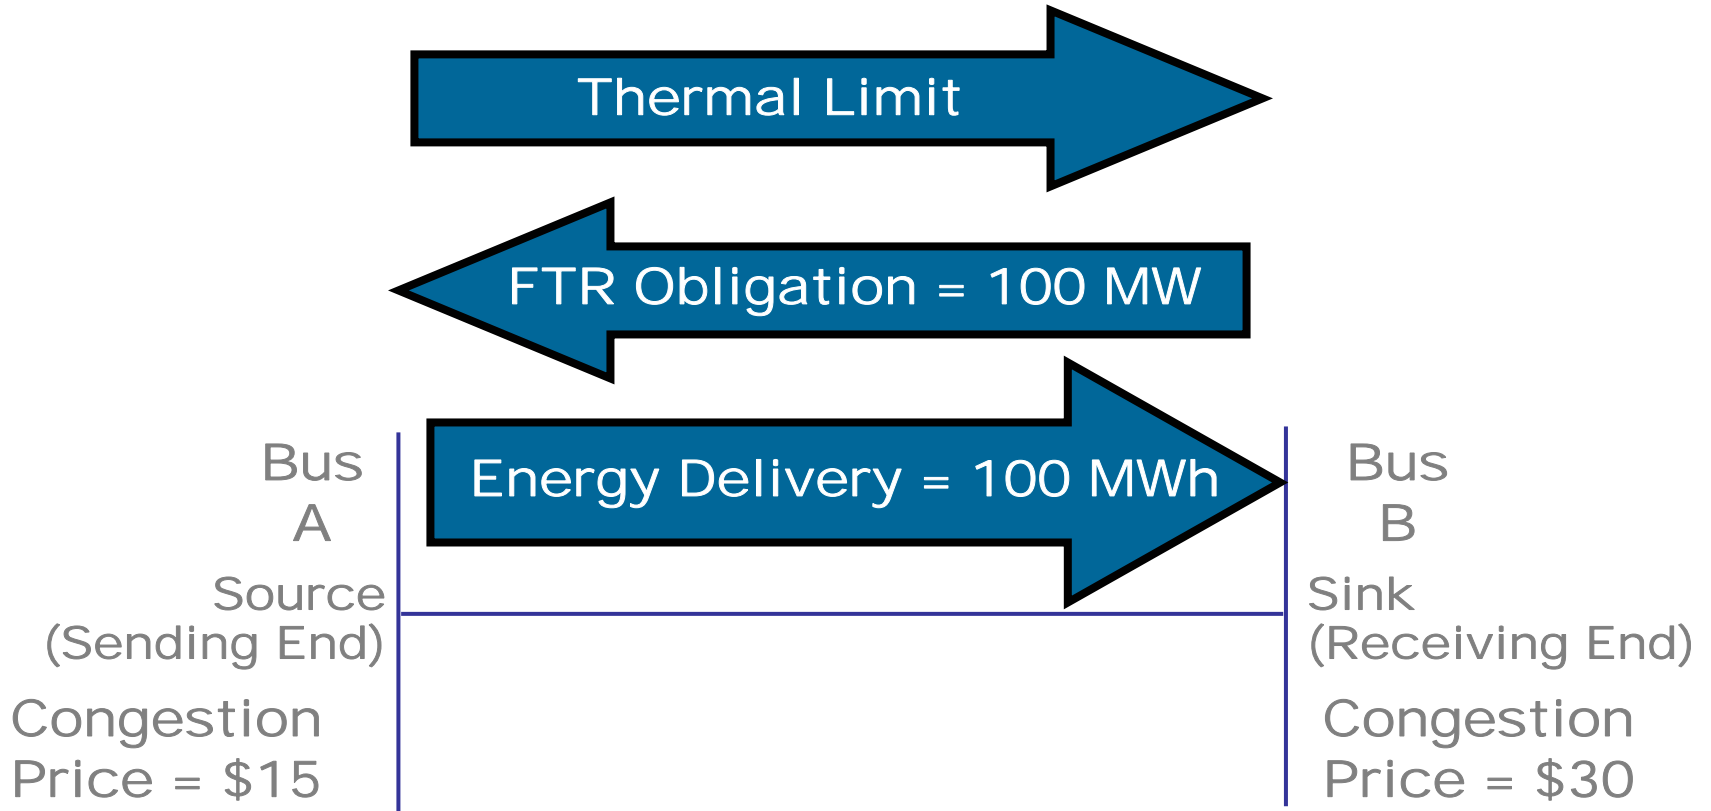 Thermal Limit
FTR Obligation = 100 MW
Energy Delivery = 100 MWh
Bus
A
Source
(Sending End)
Congestion
Price = $15
Bus
B
Sink
(Receiving End)
Congestion
Price = $30